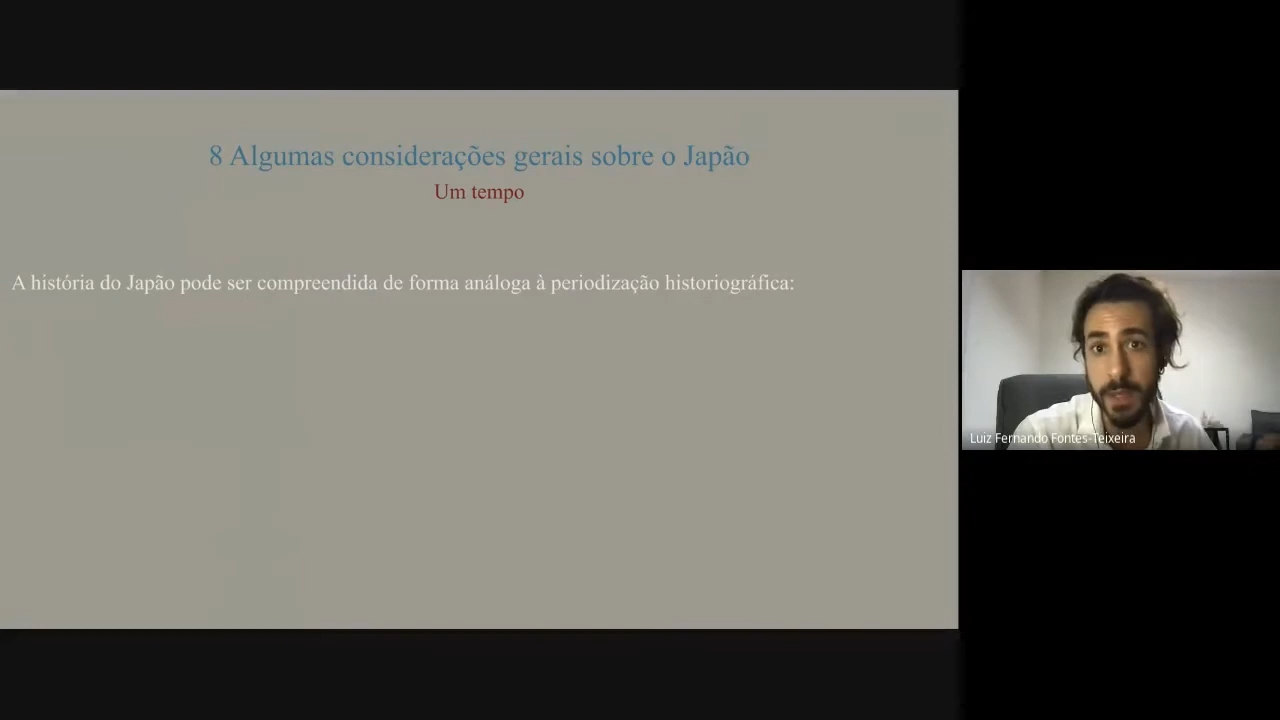 8 Algumas considerações gerais sobre o Japão
Um tempo
A história do Japão pode ser compreendida de forma análoga à periodização historiográfica:
Luiz Fernando Fontes-Teixeira